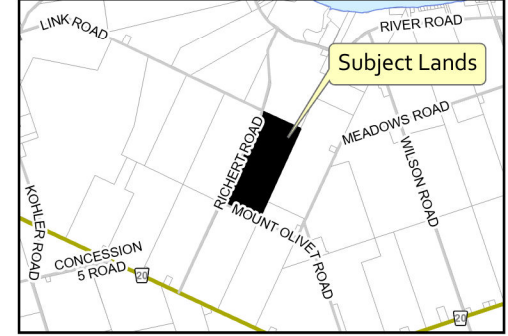 LINK ROAD
RIVER ROAD
Subject Lands
MEADOWS ROAD
RICHERT ROAD
WILSON ROAD
KOHLER ROAD
MOUNT OLIVET ROAD
CONCESSION
5 ROAD
20
20